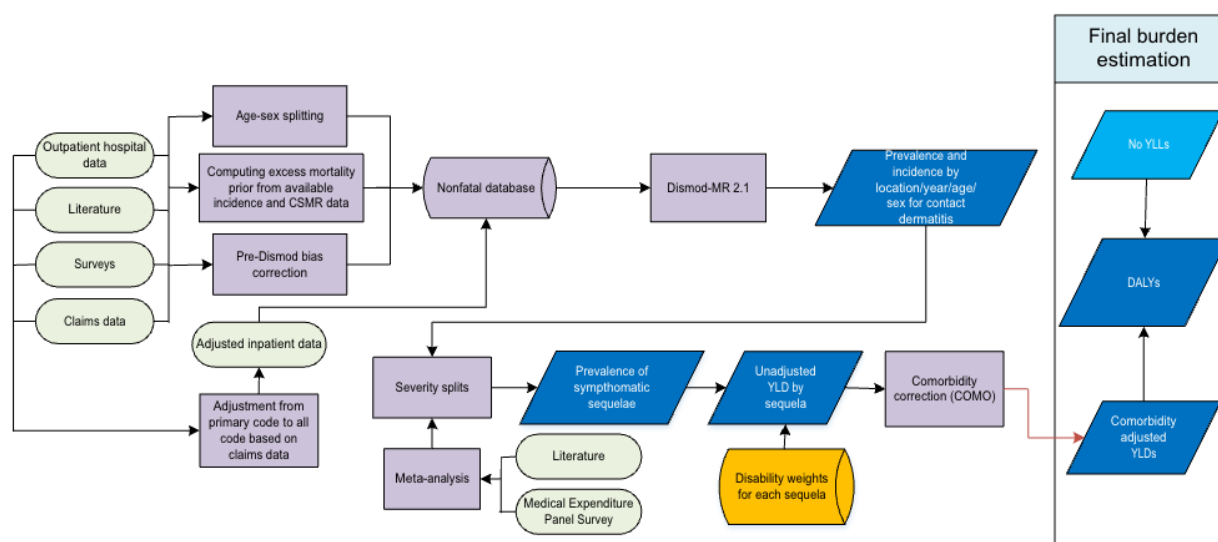 Final burden
estimation
Age-sex splitting
Outpatient hospital
data
Computing excess mortality
prior from available
incidence and CSMR data
Nonfatal database
Dismod-MR 2.1
Prevalence and
incidence by
location/year/age/
sex for contact
dermatitis
No YLLs
Literature
Surveys
Pre-Dismod bias
correction
Claims data
DALYs
Adjusted inpatient data
Adjustment from
primary code to all
code based on
claims data
Severity splits
Prevalence of
sympthomatic
sequelae
Unadjusted
YLD by
sequela
Comorbidity
correction (COMO)
Comorbidity
adjusted
YLDs
Meta-analysis
Literature
Medical Expenditure
Panel Survey
Disability weights
for each sequela